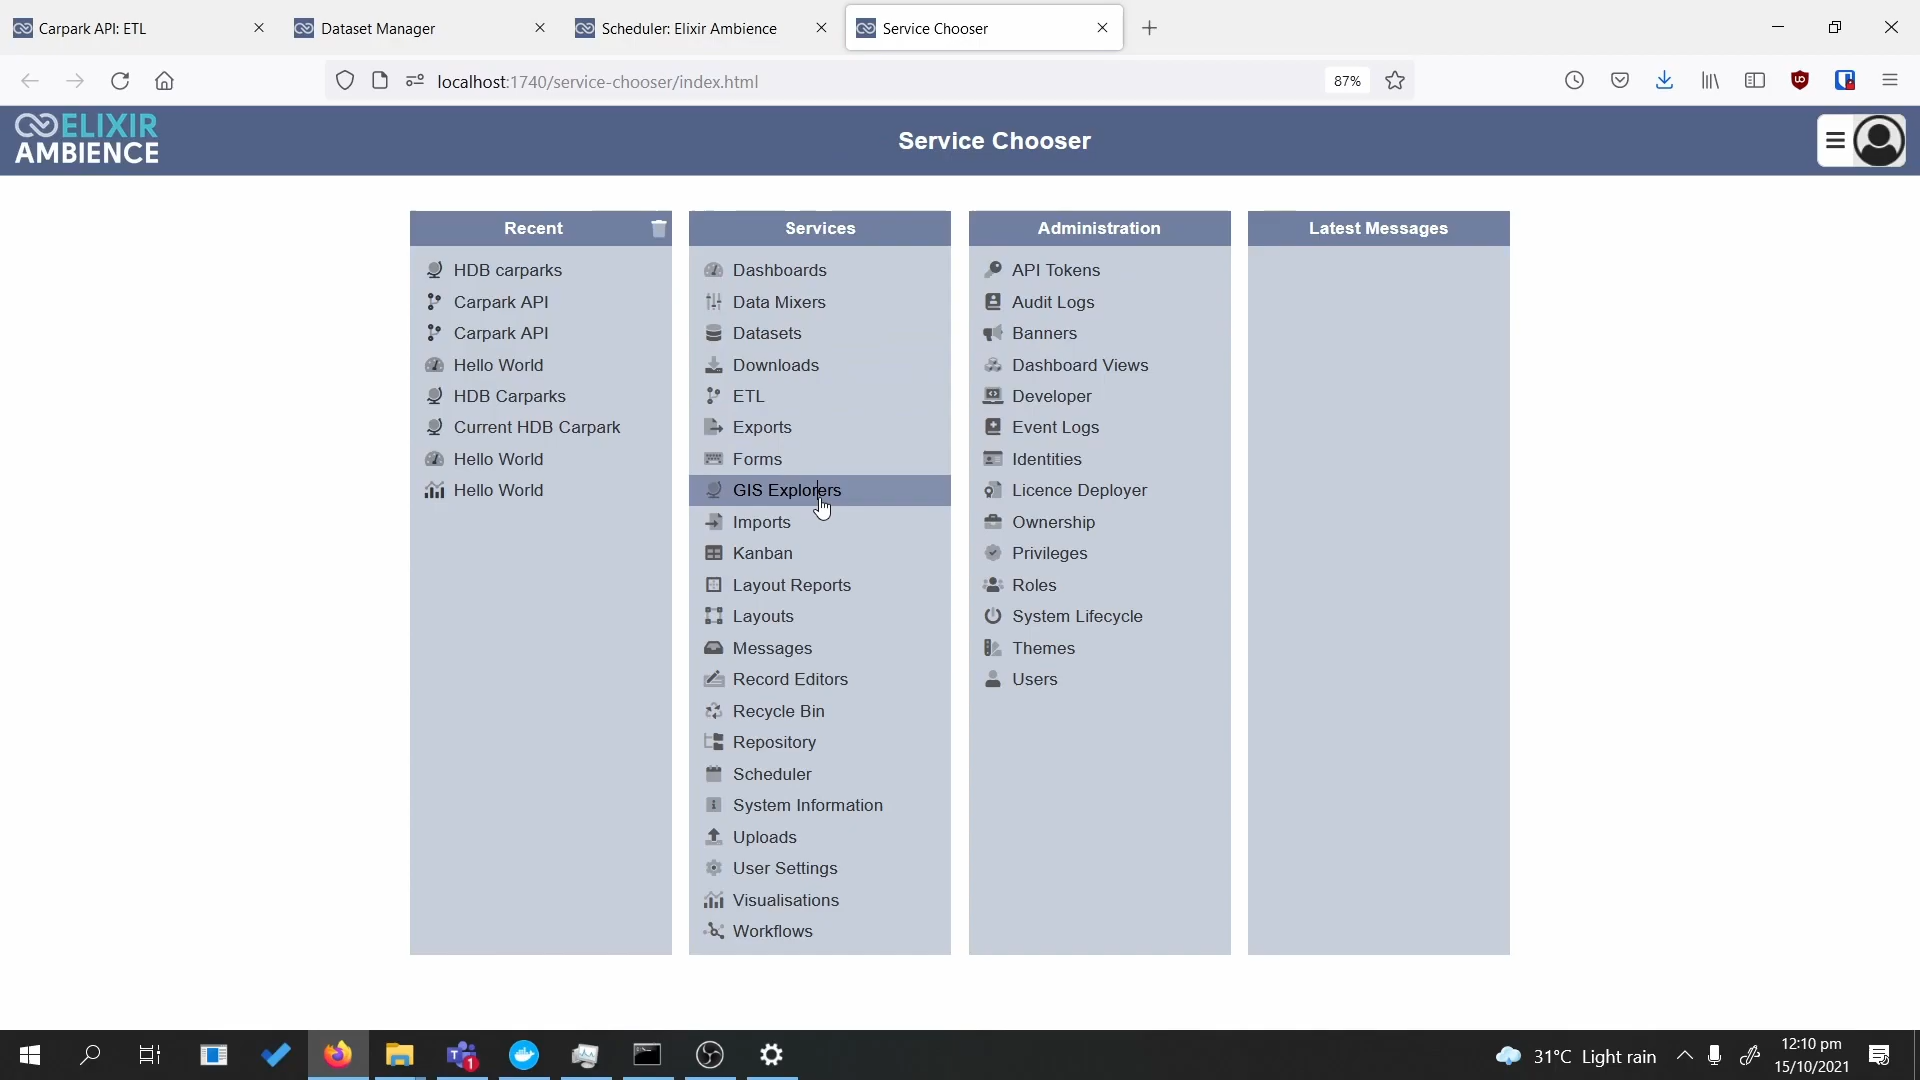 Carpark API: ETL
Dataset Manager
Scheduler: Elixir Ambience
Service Chooser
localhost:1740/service-chooser/index.html
87%
ELIXIR
AMBIENCE
Service Chooser
Recent
HDB carparks
Carpark API
Carpark API
Hello World
HDB Carparks
Current HDB Carpark
Hello World
Hello World
Services
Dashboards
Data Mixers
Datasets
Downloads
ETL
Exports
Forms
GIS Explorers
Imports
Kanban
Layout Reports
Layouts
Messages
Record Editors
Recycle Bin
Repository
Scheduler
System Information
Uploads
User Settings
Visualisations
Workflows
Administration
API Tokens
Audit Logs
Banners
Dashboard Views
Developer
Event Logs
Identities
Licence Deployer
Ownership
Privileges
Roles
System Lifecycle
Themes
Users
Latest Messages
1
31°C Light rain
12:10 pm
15/10/2021